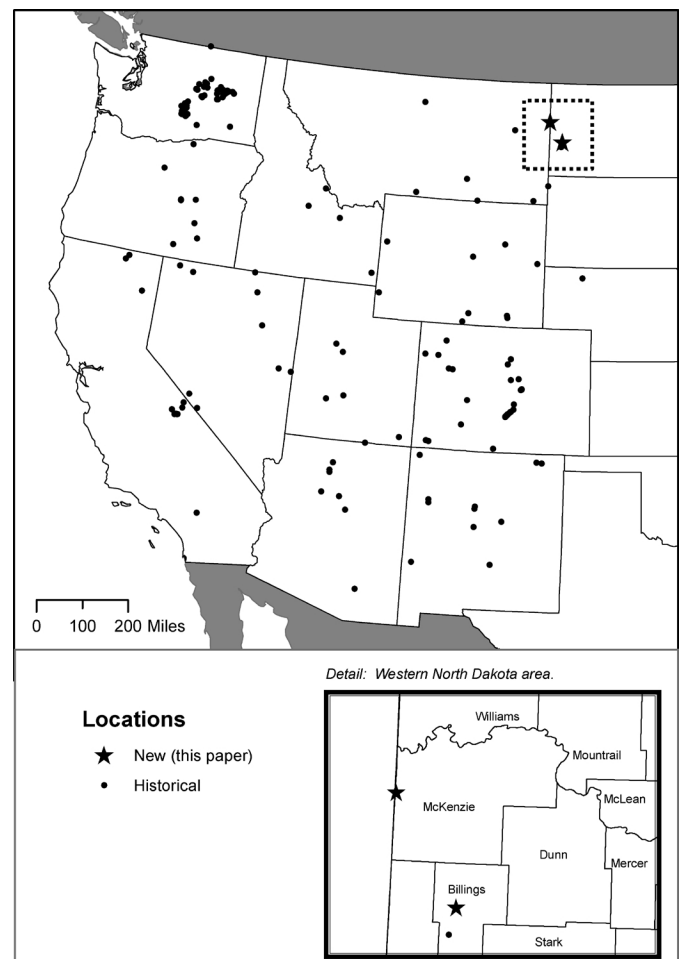 0 100 200 Miles
Detail: Western North Dakota area.
Locations
New (this paper)
Historical
Williams
Mountrail
McLean
McKenzie
Dunn
Mercer
Billings
Stark